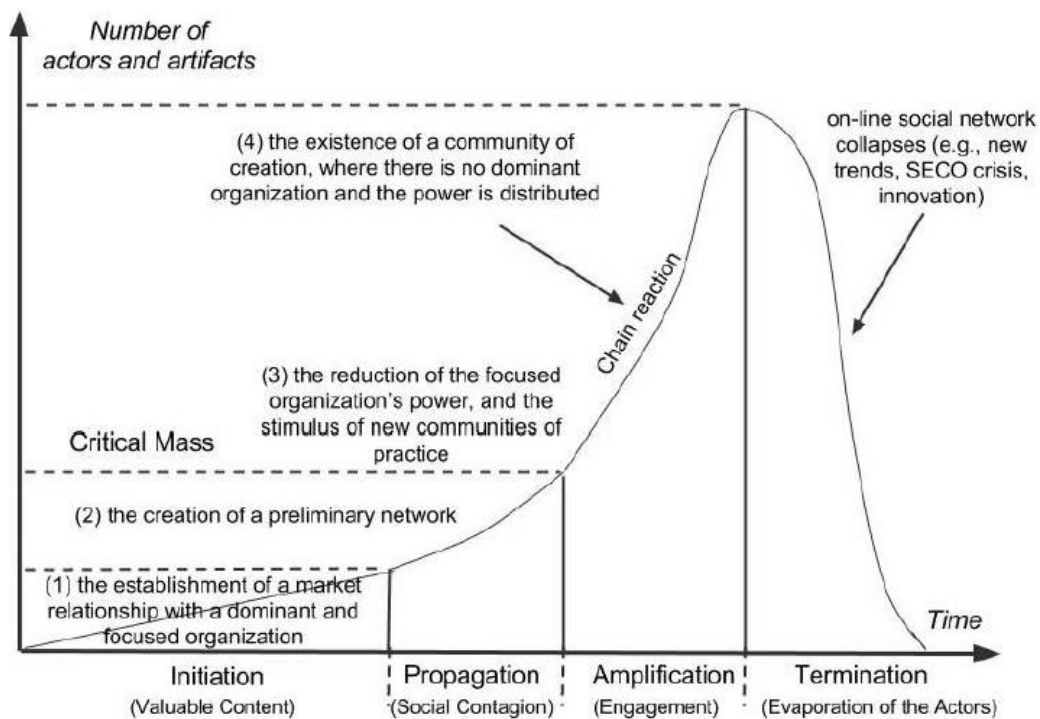 Number of
actors and artifacts
(4) the existence of a community of
creation, where there is no dominant
organization and the power is distributed
on-line social network
collapses (e.g., new
trends, SECO crisis,
innovation)
Chain reaction
(3) the reduction of the focused
organization's power, and the
stimulus of new communities of
practice
Critical Mass
(2) the creation of a preliminary network
(1) the establishment of a market
relationship with a dominant and
focused organization
Time
Initiation
(Valuable Content)
Propagation
(Social Contagion)
Amplification
(Engagement)
Termination
(Evaporation of the Actors)